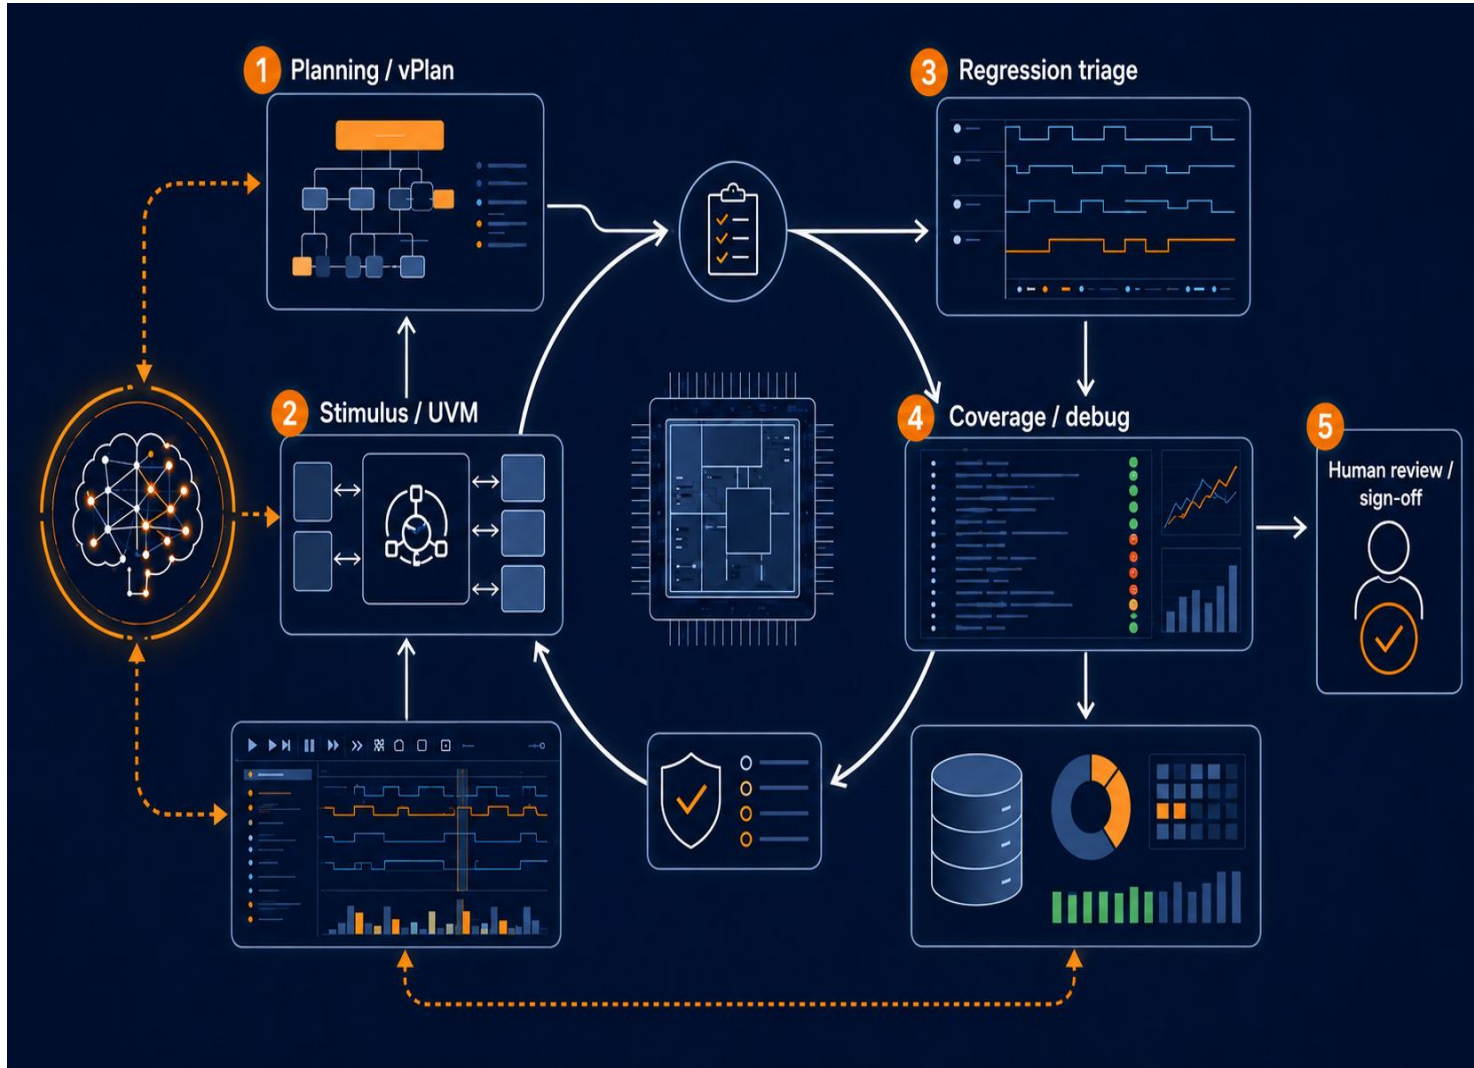 1 Planning / vPlan
3 Regression triage
2 Stimulus / UVM
4 Coverage / debug
5
Human review /
sign-off